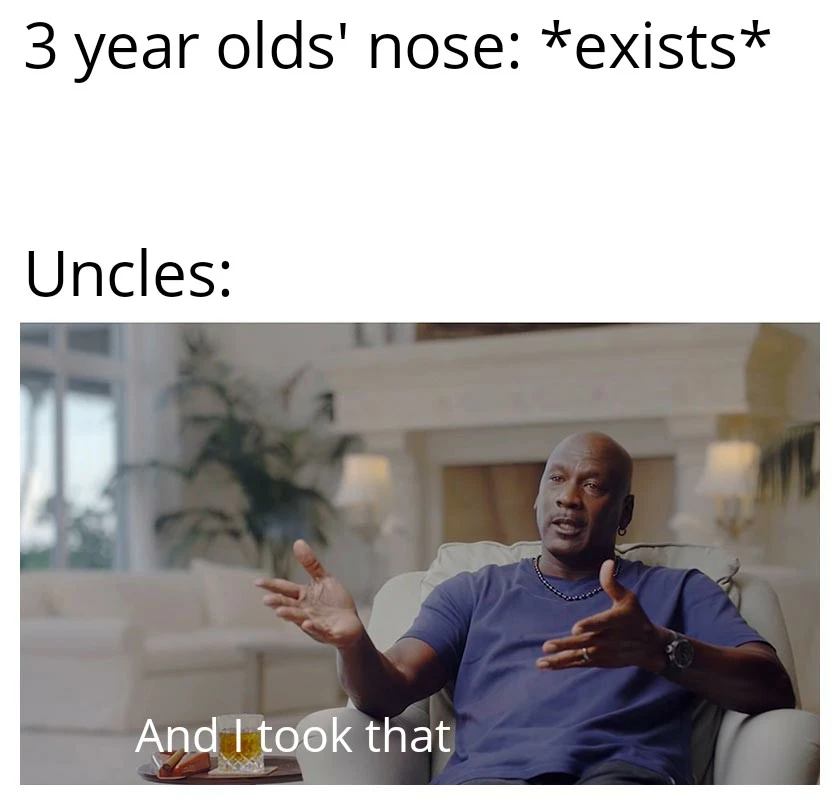 3 year olds' nose: *exists*
Uncles:
And I took that